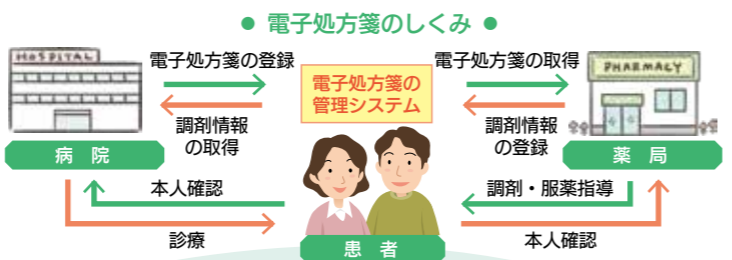 ● 電子処方箋のしくみ ●
HOSPITAL
電子処方箋の登録
調剤情報
の取得
電子処方箋の
管理システム
電子処方箋の取得
調剤情報
の登録
PHARMACY
病 院
薬 局
本人確認
診療
調剤・服薬指導
本人確認
患 者